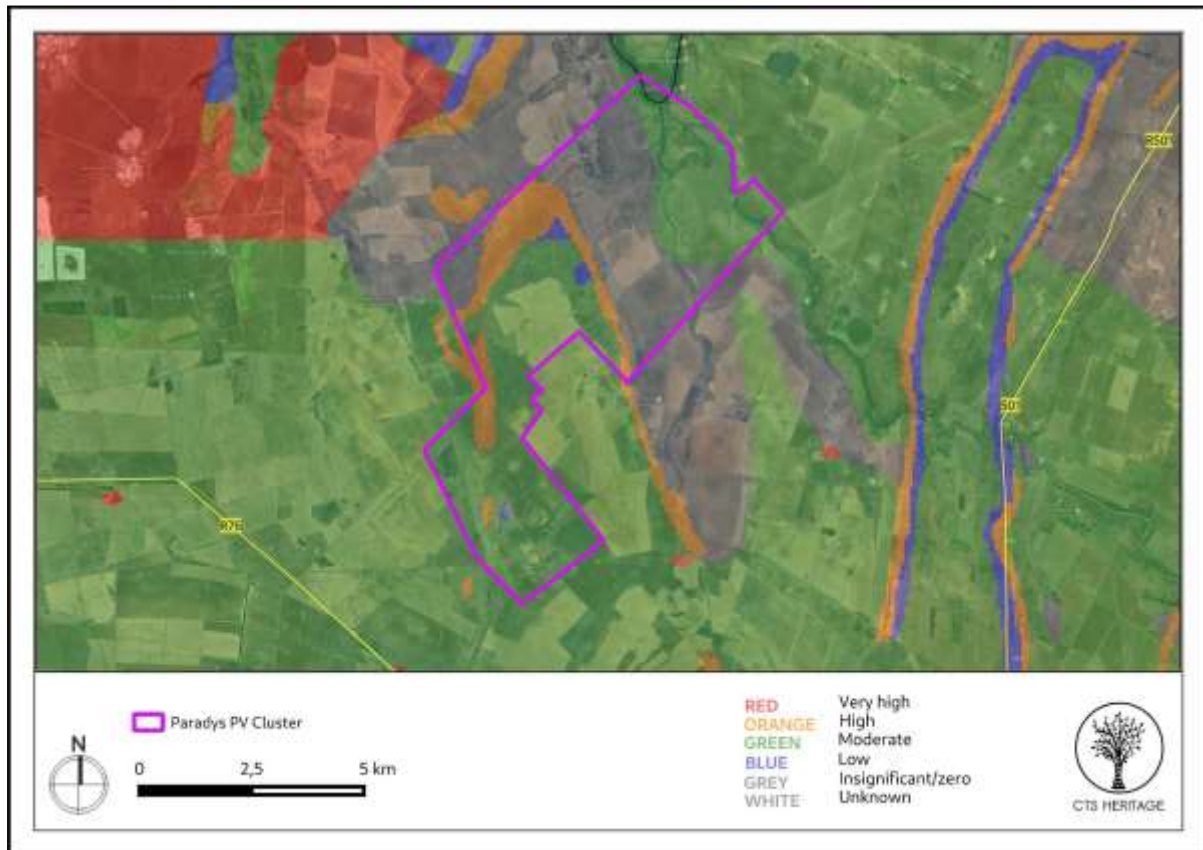 R501
501
R76
Paradys PV Cluster
N
0 2,5 5 km
RED Very high
ORANGE High
GREEN Moderate
BLUE Low
GREY Insignificant/zero
WHITE Unknown
CTS HERITAGE